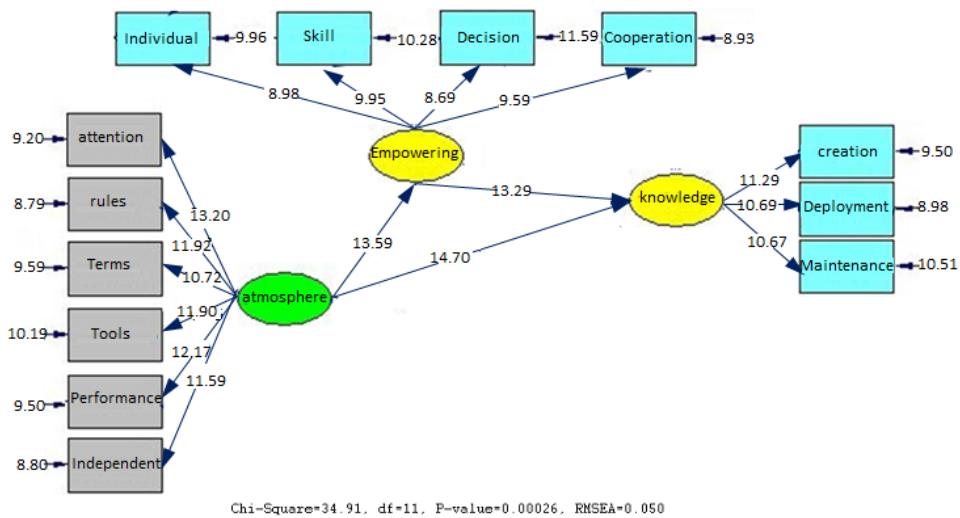 Individual
9.96
Skill
10.28
Decision
11.59
Cooperation
8.93
8.98
9.95
8.69
9.59
9.20
attention
Empowering
creation
9.50
11.29
8.79
rules
13.20
13.29
knowledge
10.69
Deployment
8.98
11.92
13.59
14.70
10.67
Maintenance
10.51
9.59
Terms
10.72
atmosphere
10.19
Tools
11.90
12.17
11.59
9.50
Performance
8.80
Independent
Chi-Square=34.91, df=11, P-value=0.00026, RMSEA=0.050